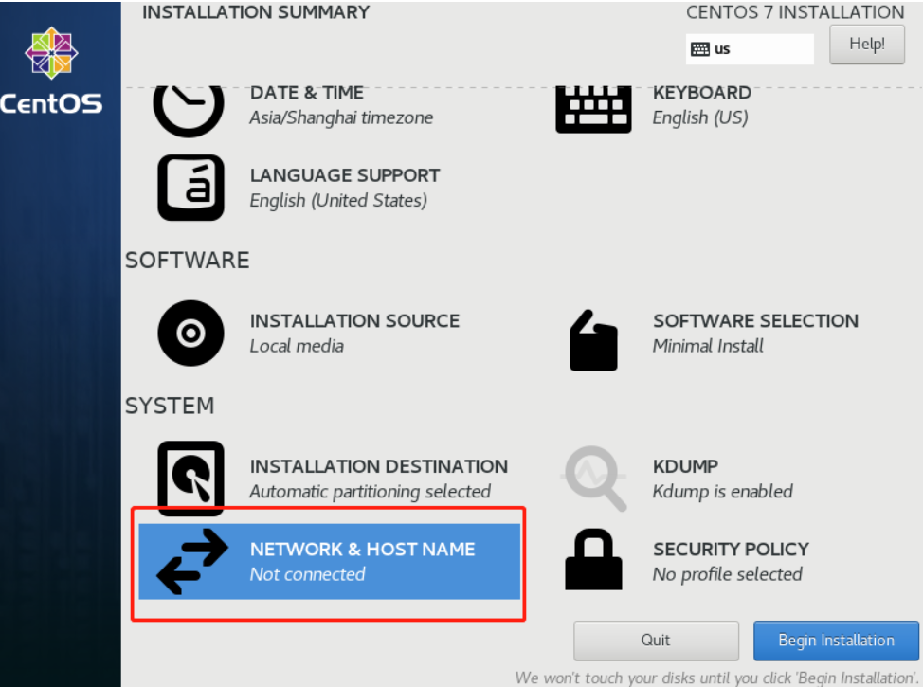 INSTALLATION SUMMARY
CENTOS 7 INSTALLATION
us
Help!
CentOS
DATE & TIME
Asia/Shanghai timezone
KEYBOARD
English (US)
á
LANGUAGE SUPPORT
English (United States)
SOFTWARE
INSTALLATION SOURCE
Local media
SOFTWARE SELECTION
Minimal Install
SYSTEM
INSTALLATION DESTINATION
Automatic partitioning selected
KDUMP
Kdump is enabled
NETWORK & HOST NAME
Not connected
SECURITY POLICY
No profile selected
Quit
Begin Installation
We won't touch your disks until you click 'Begin Installation'.